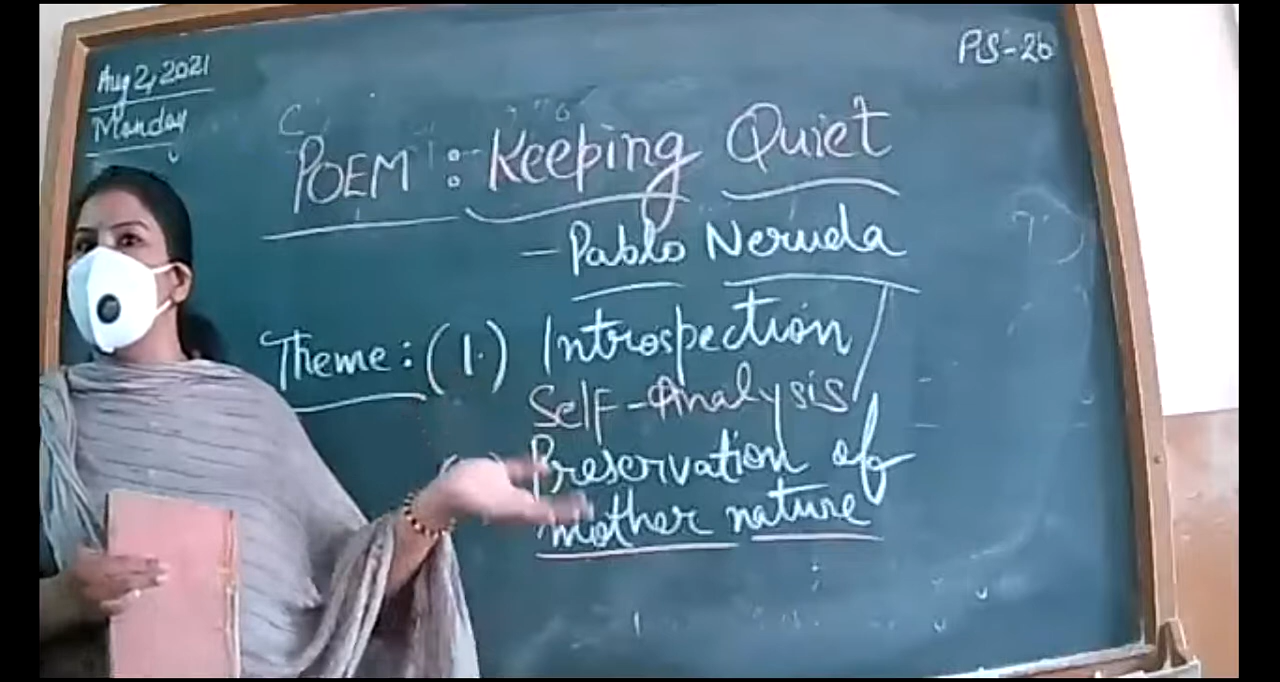 Aug 2, 2021
Monday
PS-26
POEM : Keeping Quiet
- Pablo Neruda
Theme : (1.) Introspection
Self-Analysis
Preservation of
mother nature